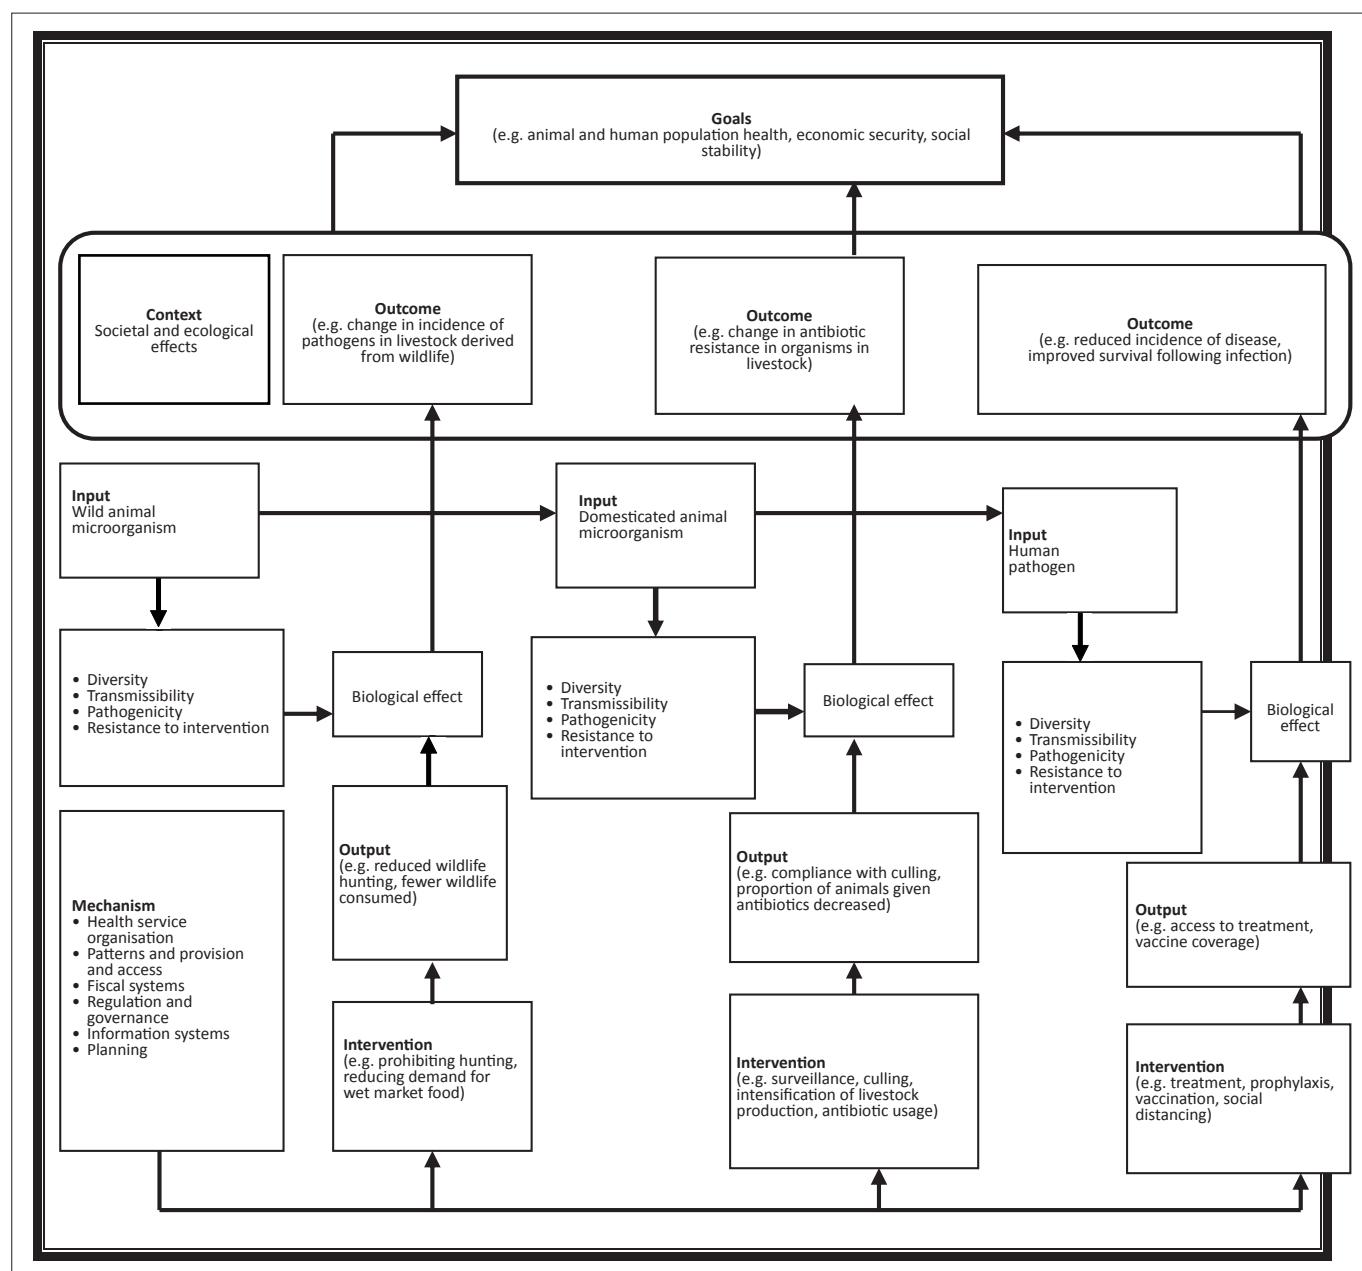 Goals
(e.g. animal and human population health, economic security, social
stability)
Context
Societal and ecological
effects
Outcome
(e.g. change in incidence of
pathogens in livestock derived
from wildlife)
Outcome
(e.g. change in antibiotic
resistance in organisms in
livestock)
Outcome
(e.g. reduced incidence of disease,
improved survival following infection)
Input
Wild animal
microorganism
Input
Domesticated animal
microorganism
Input
Human
pathogen
• Diversity
• Transmissibility
• Pathogenicity
• Resistance to intervention
Biological effect
• Diversity
• Transmissibility
• Pathogenicity
• Resistance to
intervention
Biological effect
• Diversity
• Transmissibility
• Pathogenicity
• Resistance to
intervention
Biological
effect
Mechanism
• Health service
organisation
• Patterns and provision
and access
• Fiscal systems
• Regulation and
governance
• Information systems
• Planning
Output
(e.g. reduced wildlife
hunting, fewer wildlife
consumed)
Output
(e.g. compliance with culling,
proportion of animals given
antibiotics decreased)
Output
(e.g. access to treatment,
vaccine coverage)
Intervention
(e.g. prohibiting hunting,
reducing demand for
wet market food)
Intervention
(e.g. surveillance, culling,
intensification of livestock
production, antibiotic usage)
Intervention
(e.g. treatment, prophylaxis,
vaccination, social
distancing)